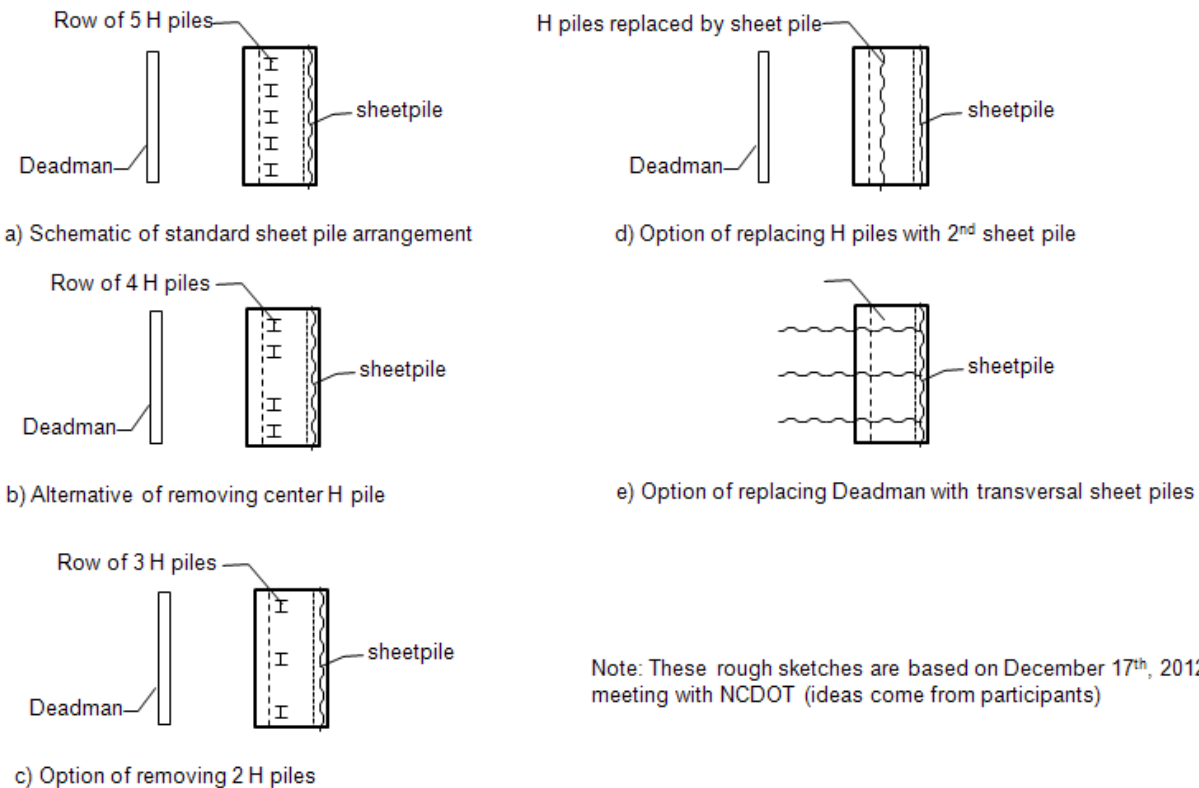 Row of 5 H piles
sheetpile
Deadman
a) Schematic of standard sheet pile arrangement
Row of 4 H piles
sheetpile
Deadman
b) Alternative of removing center H pile
Row of 3 H piles
sheetpile
Deadman
c) Option of removing 2 H piles
H piles replaced by sheet pile
sheetpile
Deadman
d) Option of replacing H piles with 2nd sheet pile
sheetpile
e) Option of replacing Deadman with transversal sheet piles
Note: These rough sketches are based on December 17th, 2012
meeting with NCDOT (ideas come from participants)